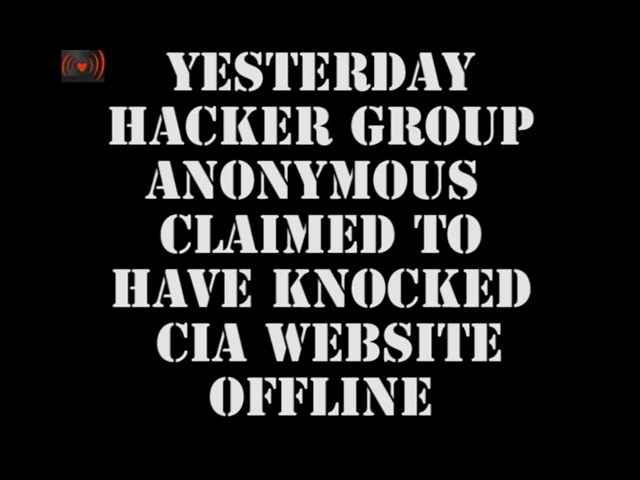 YESTERDAY
HACKER GROUP
ANONYMOUS
CLAIMED TO
HAVE KNOCKED
CIA WEBSITE
OFFLINE